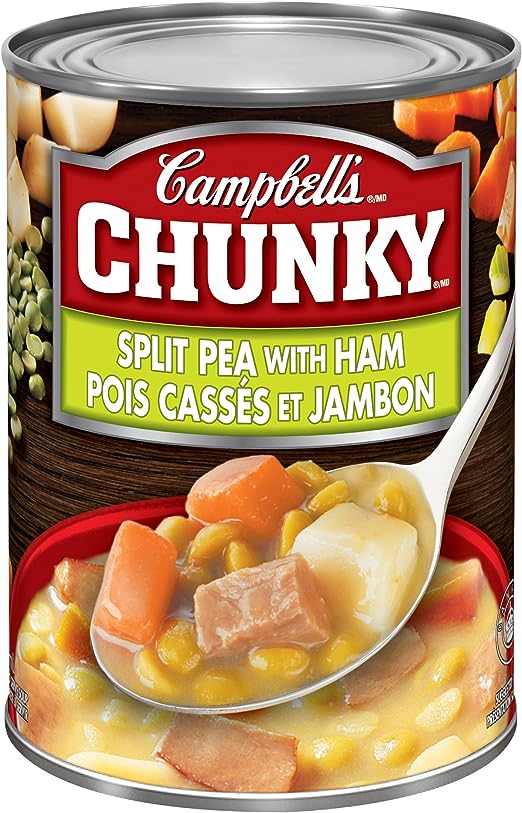 Campbell's ®/MD
CHUNKY ®/MD
SPLIT PEA WITH HAM
POIS CASSÉS ET JAMBON